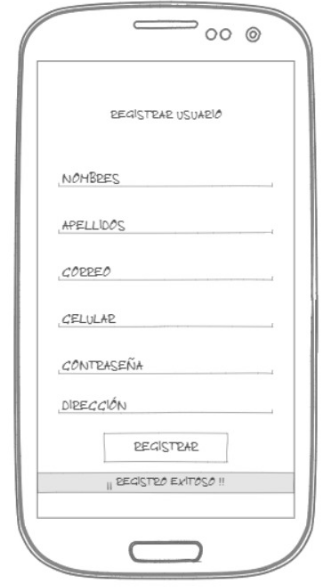 REGISTRAR USUARIO
NOMBRES
APELLIDOS
CORREO
CELULAR
CONTRASEÑA
DIRECCIÓN
REGISTRAR
¡¡ REGISTRO EXITOSO !!